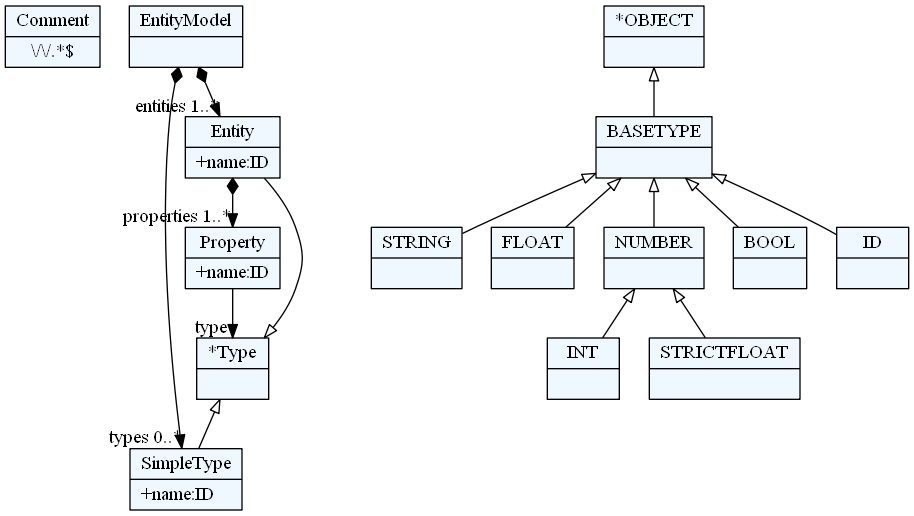 Comment
\/\/.*$
EntityModel
entities 1..*
Entity
+name:ID
properties 1..*
Property
+name:ID
type
*Type
types 0..*
SimpleType
+name:ID
*OBJECT
BASETYPE
STRING
FLOAT
NUMBER
BOOL
ID
INT
STRICTFLOAT